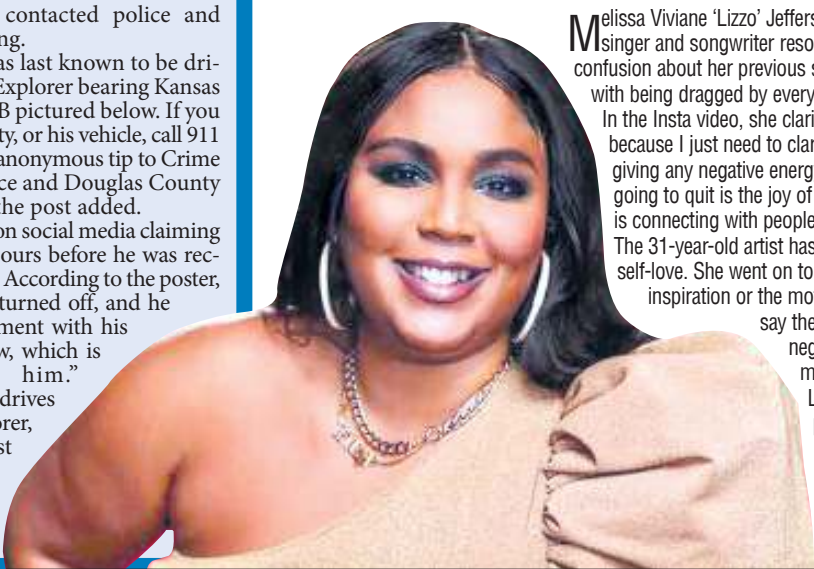 contacted police and
ng.
as last known to be dri-
Explorer bearing Kansas
B pictured below. If you
ty, or his vehicle, call 911
anonymous tip to Crime
ce and Douglas County
the post added.
on social media claiming
ours before he was rec-
According to the poster,
turned off, and he
ment with his
w, which is
him.”
drives
orer,
st
Melissa Viviane ‘Lizzo’ Jeffers
singer and songwriter reso
confusion about her previous s
with being dragged by every
In the Insta video, she clari
because I just need to clar
giving any negative energ
going to quit is the joy of
is connecting with people
The 31-year-old artist has
self-love. She went on to
inspiration or the mo
say the
neg
m
L